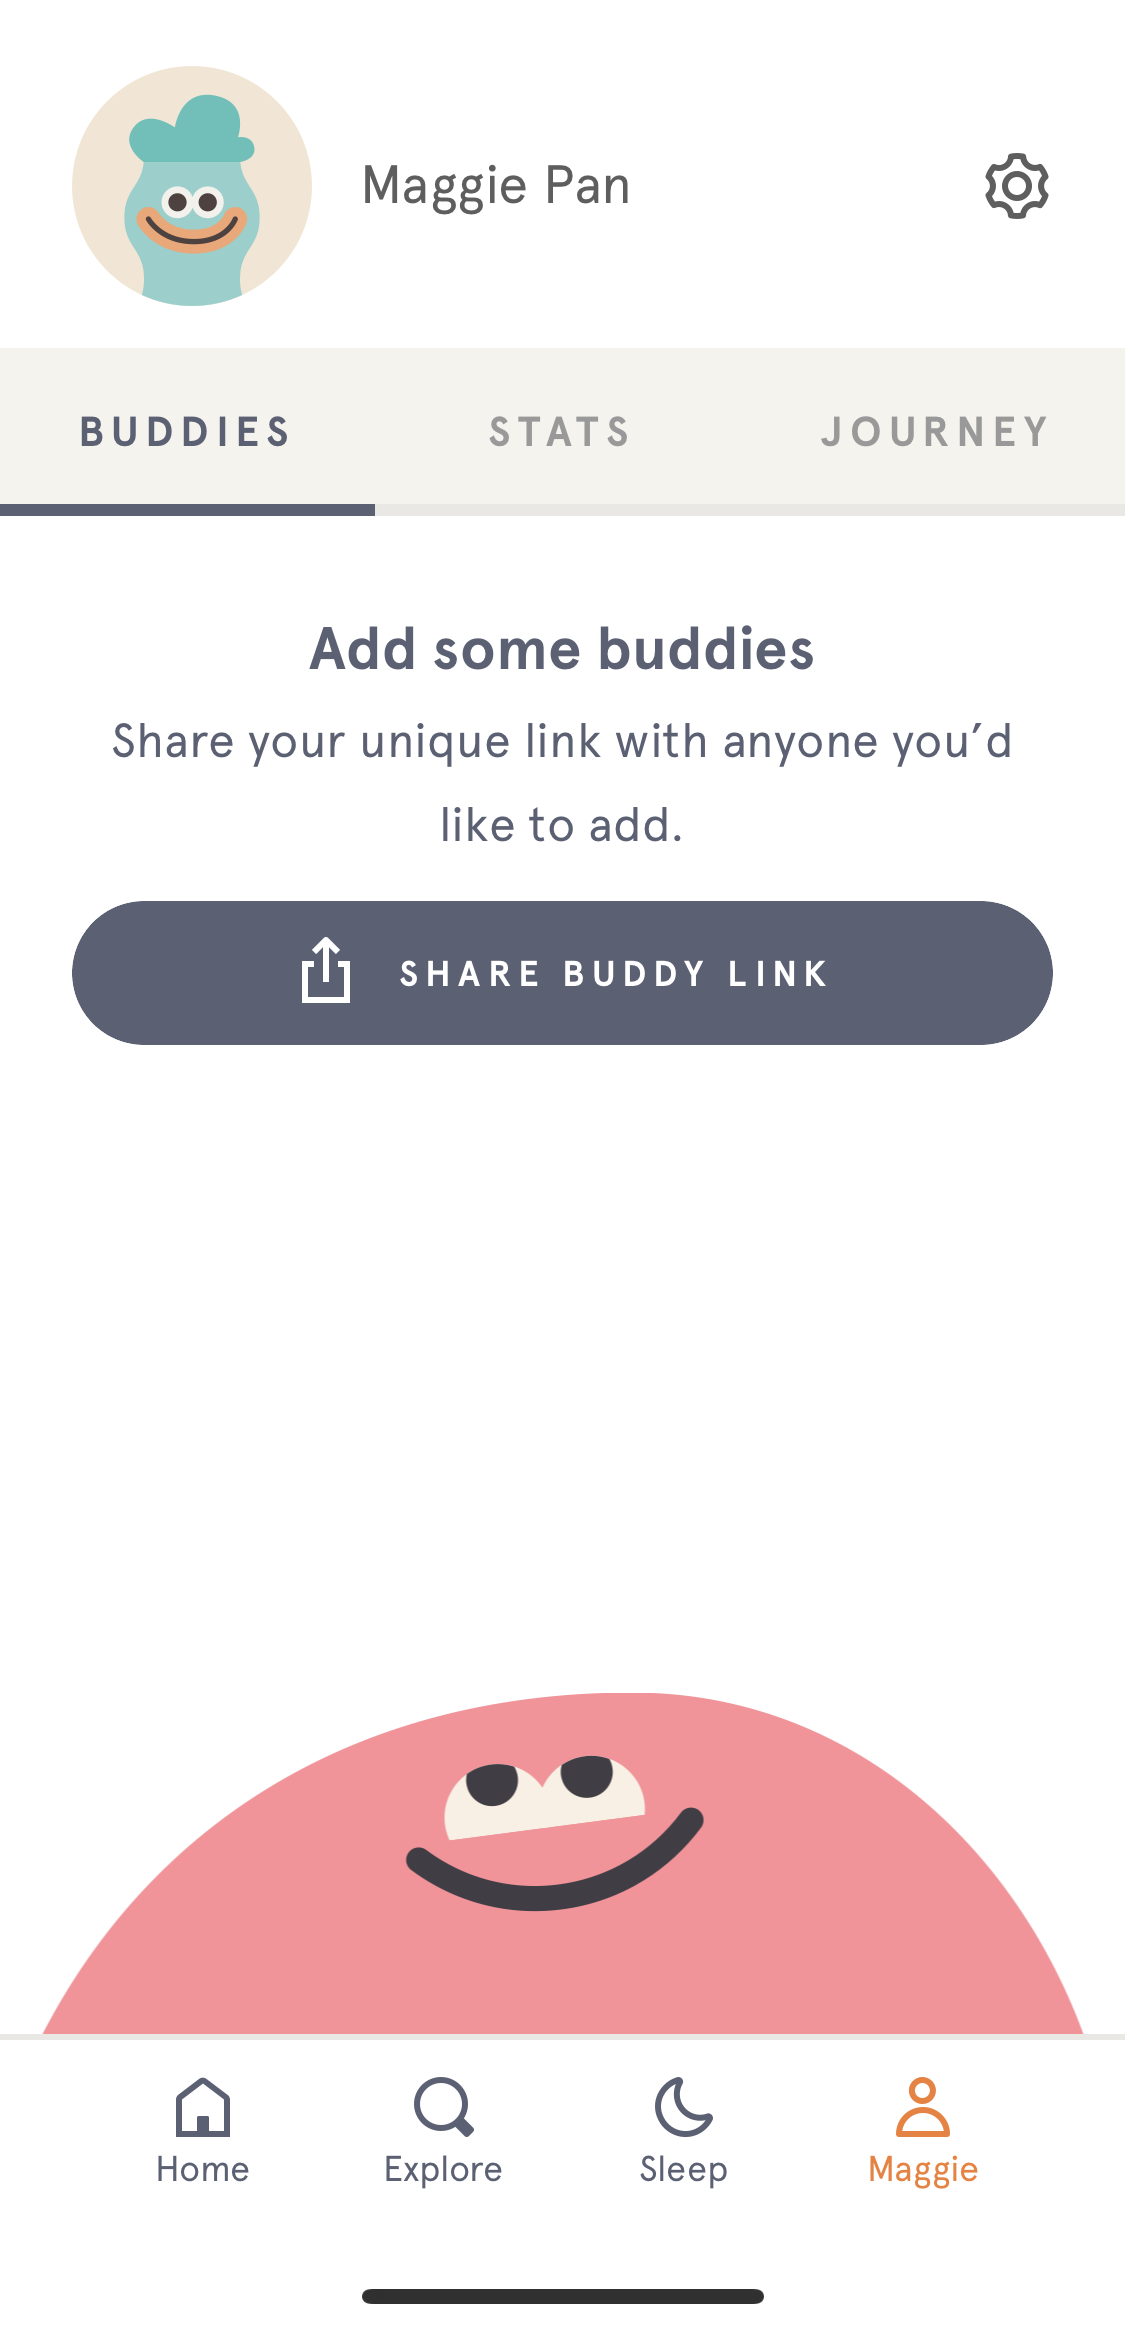 Maggie Pan
BUDDIES
STATS
JOURNEY
Add some buddies
Share your unique link with anyone you’d
like to add.
SHARE BUDDY LINK
Home
Explore
Sleep
Maggie